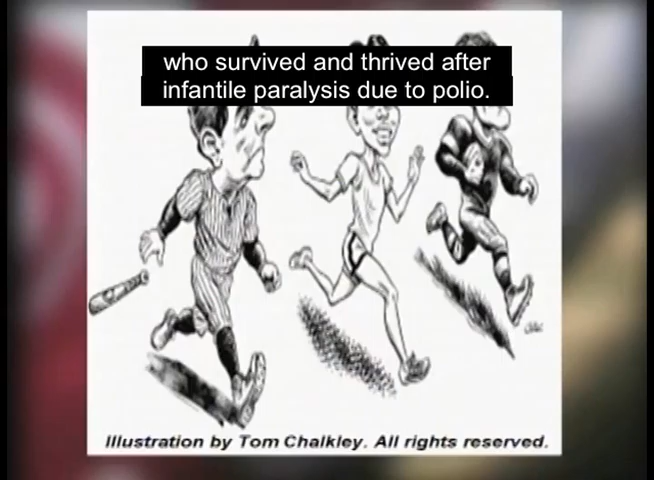 who survived and thrived after
infantile paralysis due to polio.
Illustration by Tom Chalkley. All rights reserved.